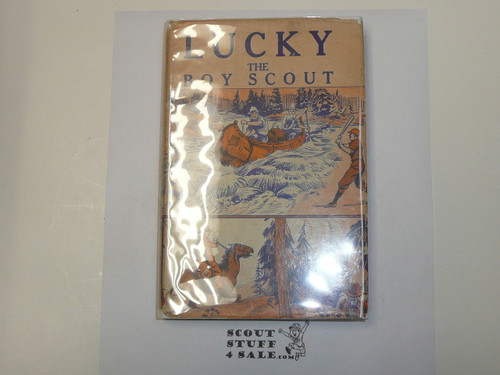 LUCKY
THE
BOY SCOUT
SCOUT
STUFF
4 SALE.com